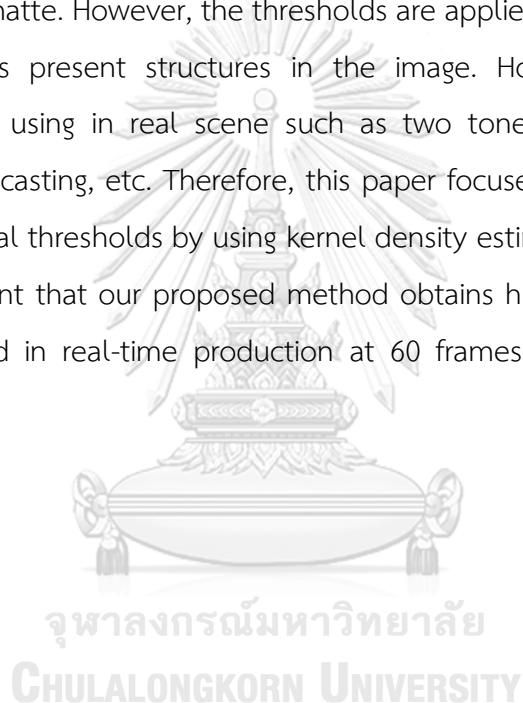 natte. However, the thresholds are applied
s present structures in the image. Ho
using in real scene such as two tone
casting, etc. Therefore, this paper focuse
al thresholds by using kernel density estir
nt that our proposed method obtains h
d in real-time production at 60 frames
จุฬาลงกรณ์มหาวิทยาลัย
CHULALONGKORN UNIVERSITY